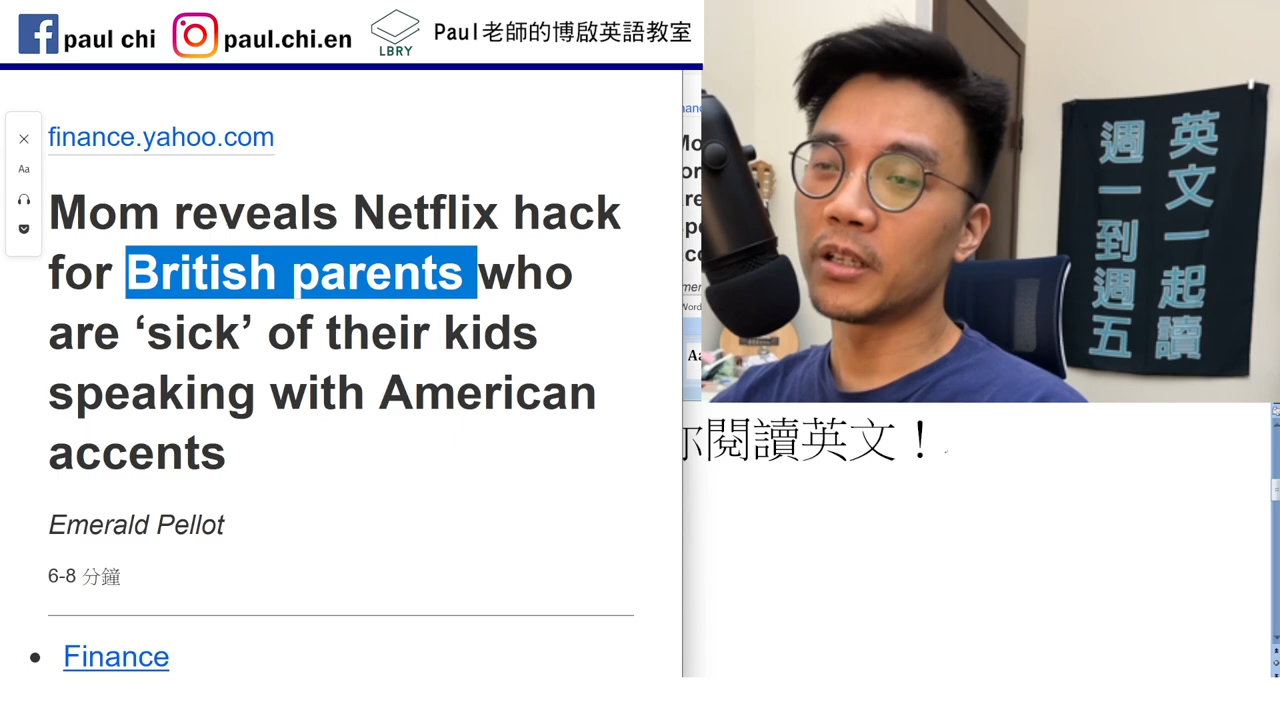 paul chi
paul.chi.en
LBRY
Paul老師的博啟英語教室
finance.yahoo.com
Aa
Mom reveals Netflix hack
for British parents who
are ‘sick’ of their kids
speaking with American
accents
Emerald Pellot
6-8 分鐘
Finance
英文一起讀
週一到週五
閱讀英文！